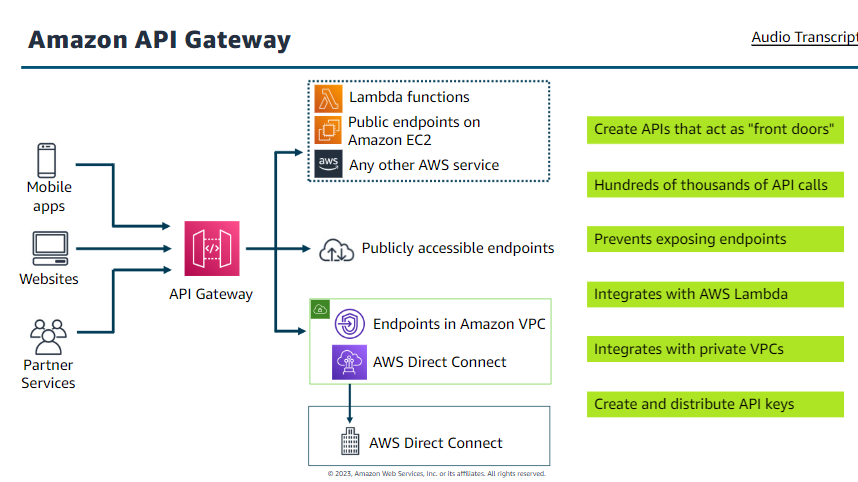 Amazon API Gateway
Audio Transcript
Mobile
apps
Websites
Partner
Services
</>
API Gateway
Lambda functions
Public endpoints on
Amazon EC2
aws
Any other AWS service
Publicly accessible endpoints
Endpoints in Amazon VPC
AWS Direct Connect
AWS Direct Connect
Create APIs that act as "front doors"
Hundreds of thousands of API calls
Prevents exposing endpoints
Integrates with AWS Lambda
Integrates with private VPCs
Create and distribute API keys
© 2023, Amazon Web Services, Inc. or its affiliates. All rights reserved.